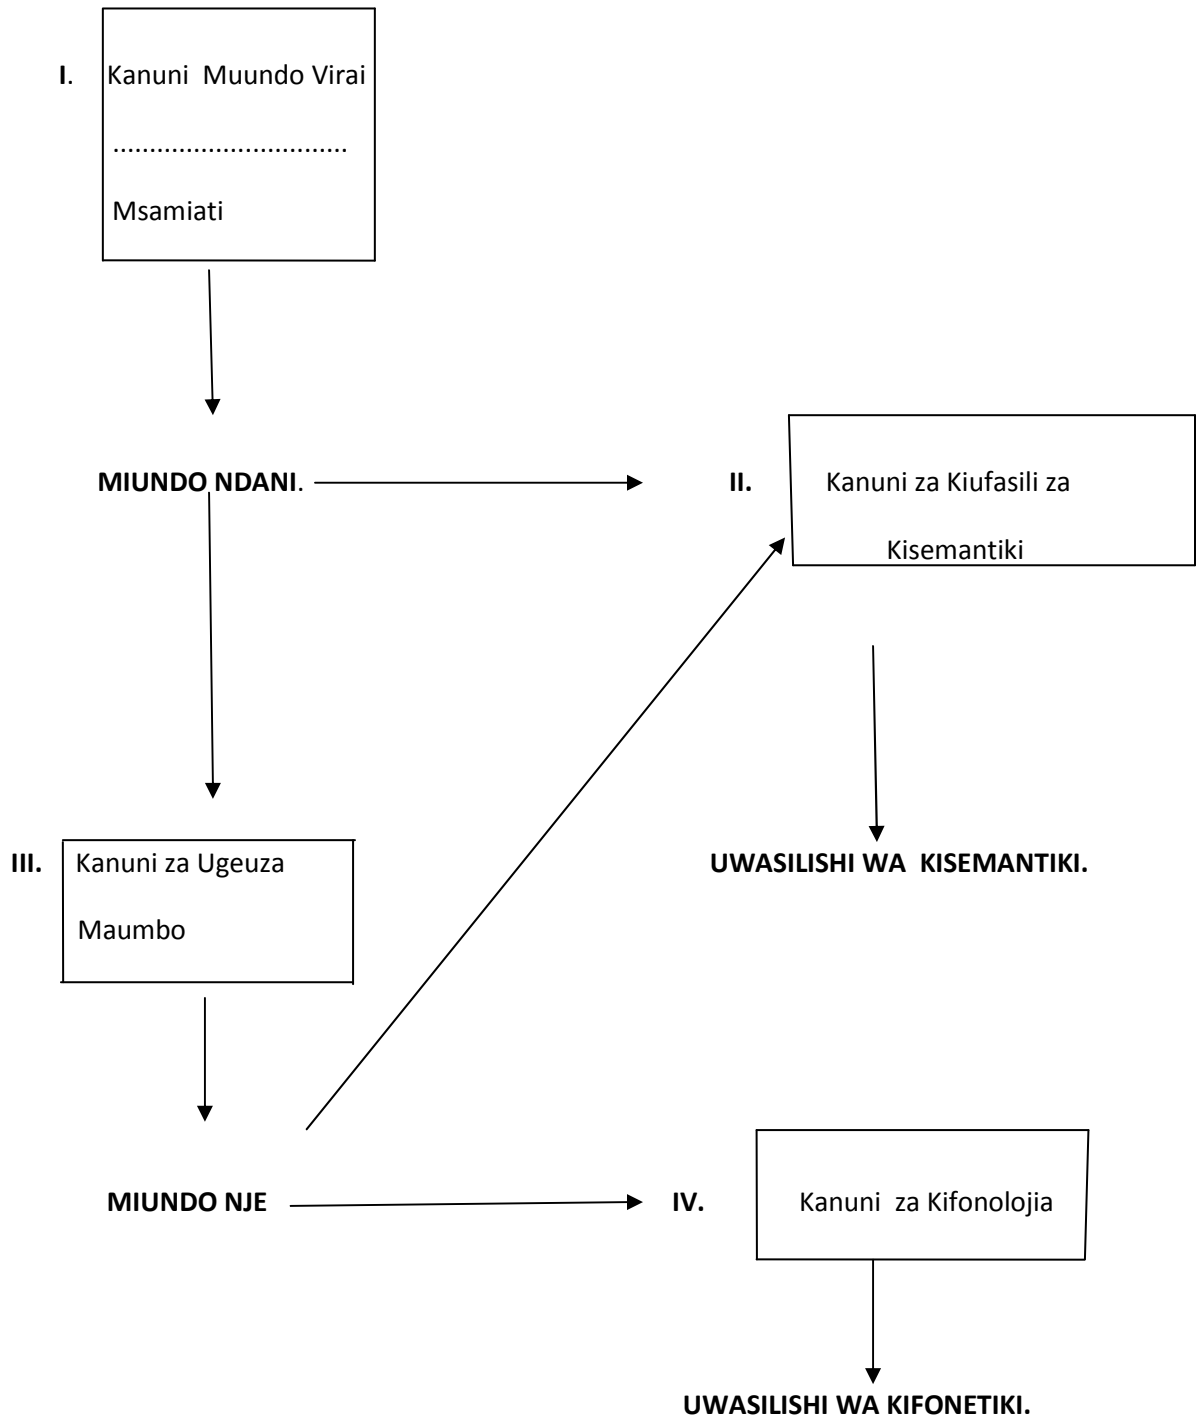 I. Kanuni Muundo Virai
................................
Msamiati
MIUNDO NDANI.
II. Kanuni za Kiufasili za
Kisemantiki
III. Kanuni za Ugeuza
Maumbo
UWASILISHI WA KISEMANTIKI.
MIUNDO NJE
IV. Kanuni za Kifonolojia
UWASILISHI WA KIFONETIKI.